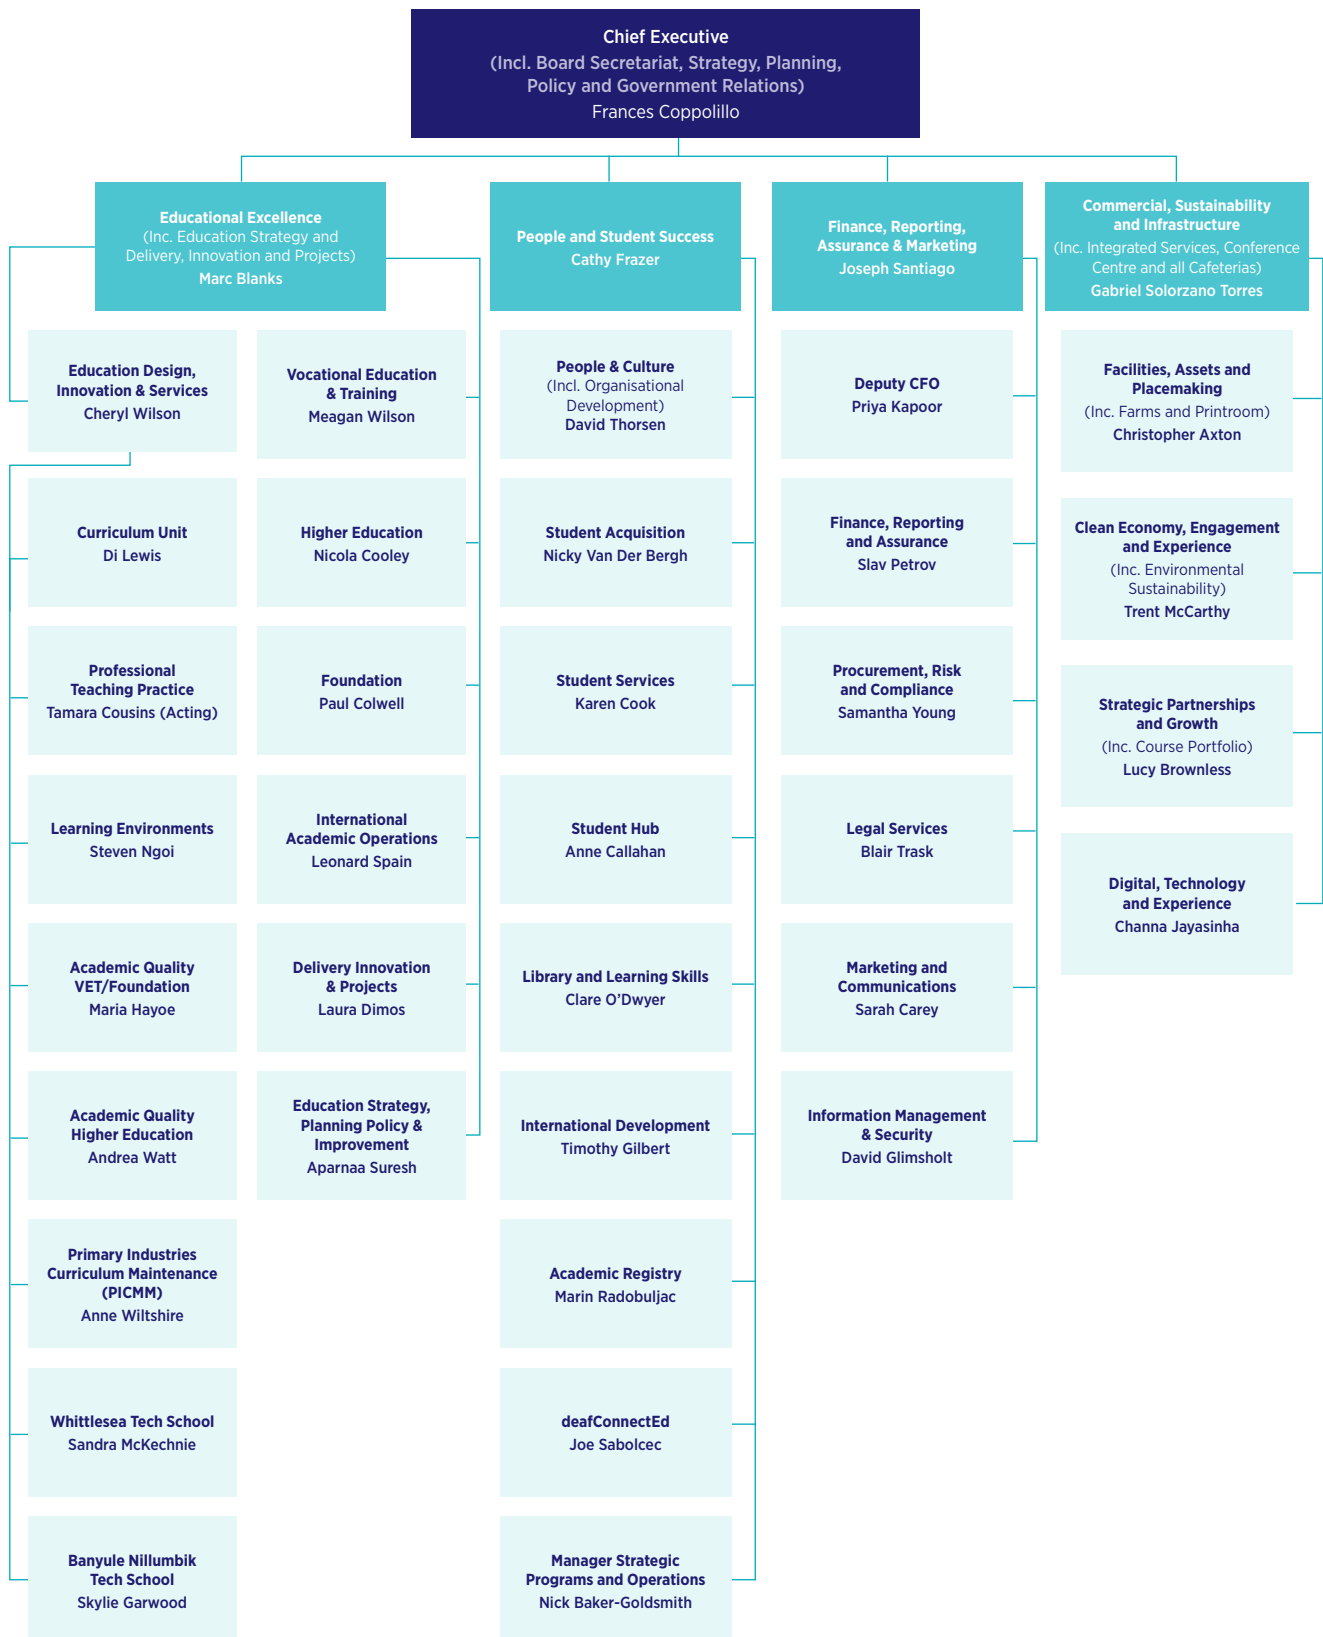 Chief Executive
(Incl. Board Secretariat, Strategy, Planning,
Policy and Government Relations)
Frances Coppolillo
Educational Excellence
(Inc. Education Strategy and
Delivery, Innovation and Projects)
Marc Blanks
People and Student Success
Cathy Frazer
Finance, Reporting,
Assurance & Marketing
Joseph Santiago
Commercial, Sustainability
and Infrastructure
(Inc. Integrated Services, Conference
Centre and all Cafeterias)
Gabriel Solorzano Torres
Education Design,
Innovation & Services
Cheryl Wilson
Curriculum Unit
Di Lewis
Professional
Teaching Practice
Tamara Cousins (Acting)
Learning Environments
Steven Ngoi
Academic Quality
VET/Foundation
Maria Hayoe
Academic Quality
Higher Education
Andrea Watt
Primary Industries
Curriculum Maintenance
(PICMM)
Anne Wiltshire
Whittlesea Tech School
Sandra McKechnie
Banyule Nillumbik
Tech School
Skylie Garwood
Vocational Education
& Training
Meagan Wilson
Higher Education
Nicola Cooley
Foundation
Paul Colwell
International
Academic Operations
Leonard Spain
Delivery Innovation
& Projects
Laura Dimos
Education Strategy,
Planning Policy &
Improvement
Aparnaa Suresh
People & Culture
(Incl. Organisational
Development)
David Thorsen
Student Acquisition
Nicky Van Der Bergh
Student Services
Karen Cook
Student Hub
Anne Callahan
Library and Learning Skills
Clare O’Dwyer
International Development
Timothy Gilbert
Academic Registry
Marin Radobuljac
deafConnectEd
Joe Sabolcec
Manager Strategic
Programs and Operations
Nick Baker-Goldsmith
Deputy CFO
Priya Kapoor
Finance, Reporting
and Assurance
Slav Petrov
Procurement, Risk
and Compliance
Samantha Young
Legal Services
Blair Trask
Marketing and
Communications
Sarah Carey
Information Management
& Security
David Glimsholt
Facilities, Assets and
Placemaking
(Inc. Farms and Printroom)
Christopher Axton
Clean Economy, Engagement
and Experience
(Inc. Environmental
Sustainability)
Trent McCarthy
Strategic Partnerships
and Growth
(Inc. Course Portfolio)
Lucy Brownless
Digital, Technology
and Experience
Channa Jayasinha